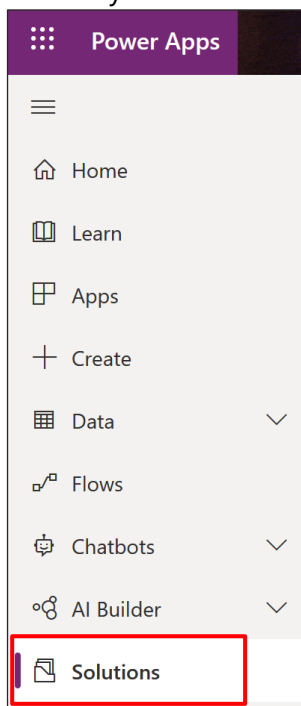 Power Apps
Home
Learn
Apps
Create
Data
Flows
Chatbots
AI Builder
Solutions